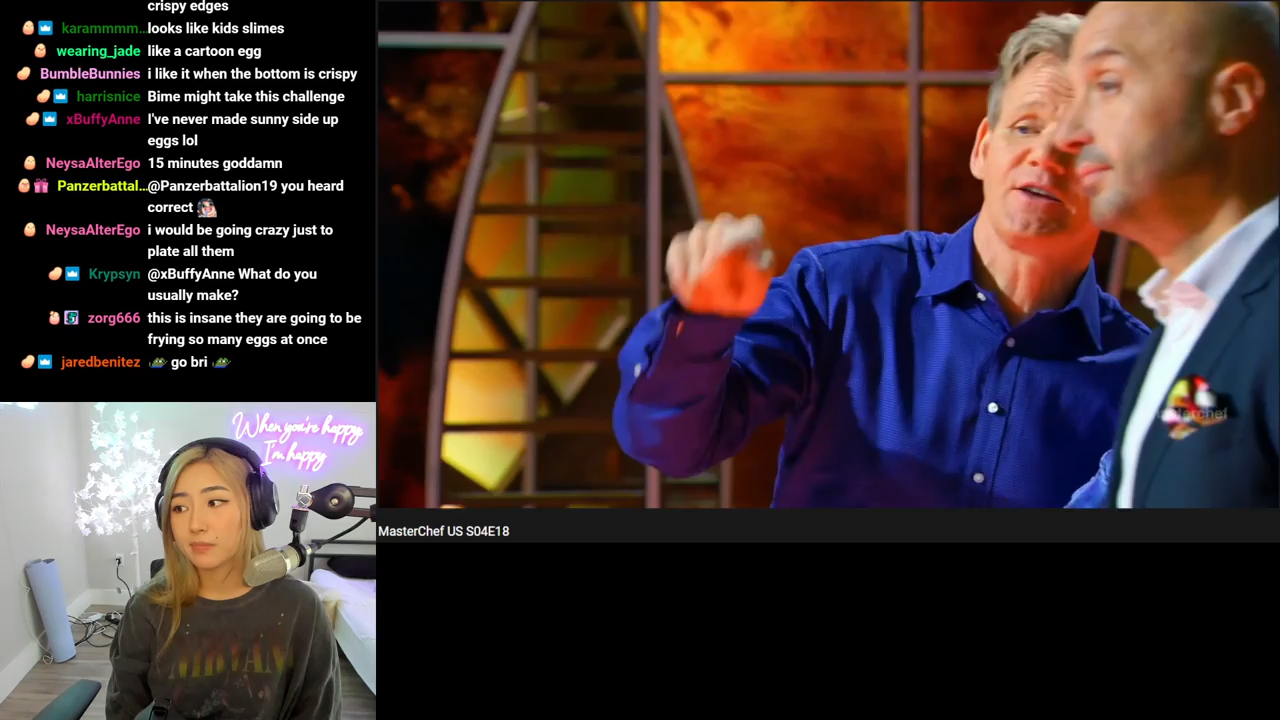 crispy edges
karammmm... looks like kids slimes
wearing_jade like a cartoon egg
BumbleBunnies i like it when the bottom is crispy
harrisnice Bime might take this challenge
xBuffyAnne I've never made sunny side up
eggs lol
NeysaAlterEgo 15 minutes goddamn
Panzerbattal... @Panzerbattalion19 you heard
correct
NeysaAlterEgo i would be going crazy just to
plate all them
Krypsyn @xBuffyAnne What do you
usually make?
zorg666 this is insane they are going to be
frying so many eggs at once
jaredbenitez go bri
When you're happy,
I'm happy
NIRVANA
masterchef
MasterChef US S04E18